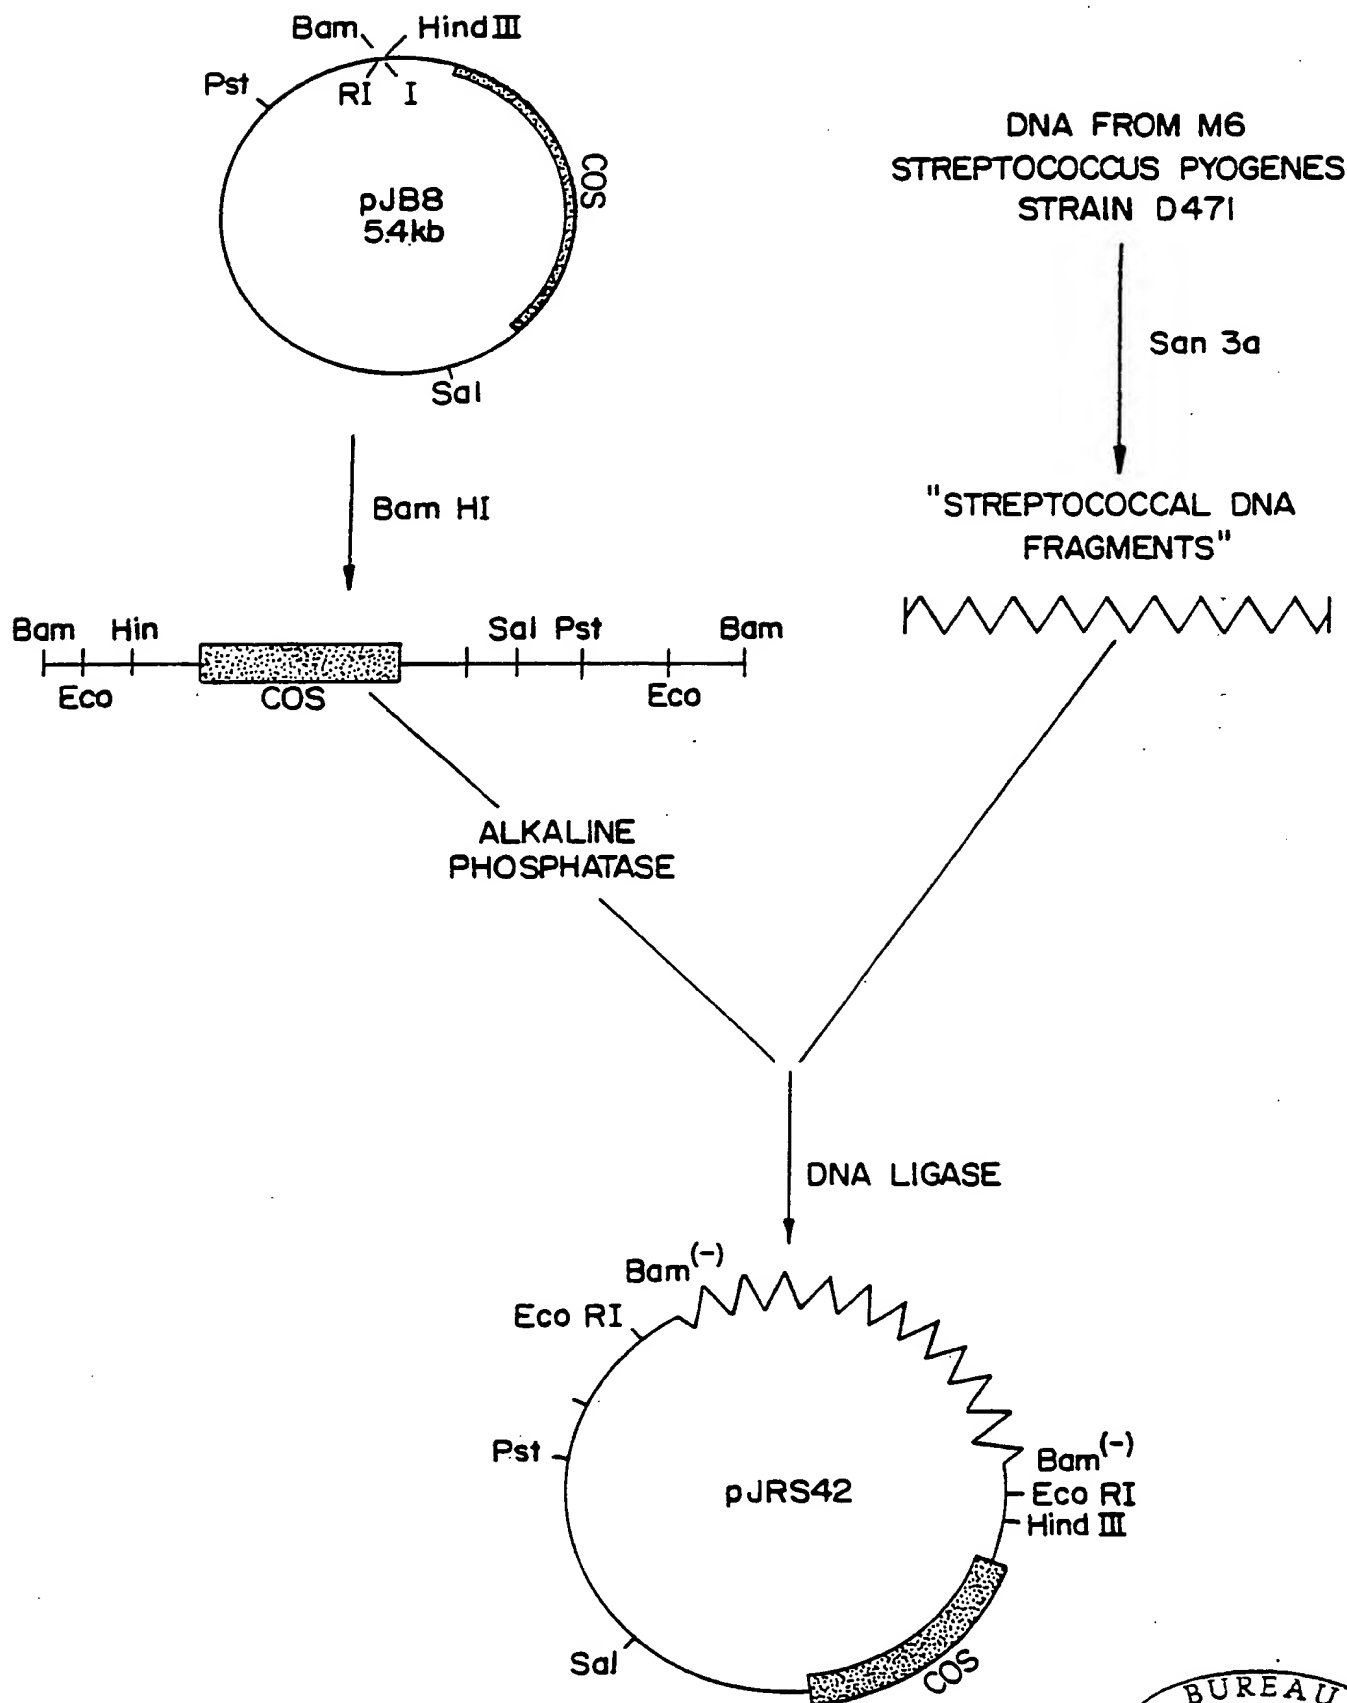 Bam
Hind III
Pst
RI
I
COS
pJB8
5.4kb
Sal
Bam HI
Bam
Hin
Sal
Pst
Bam
Eco
COS
Eco
DNA FROM M6
STREPTOCOCCUS PYOGENES
STRAIN D471
San 3a
"STREPTOCOCCAL DNA
FRAGMENTS"
ALKALINE
PHOSPHATASE
DNA LIGASE
Bam(-)
Eco RI
Pst
pJRS42
Bam(-)
Eco RI
Hind III
Sal
COS
BUREAU